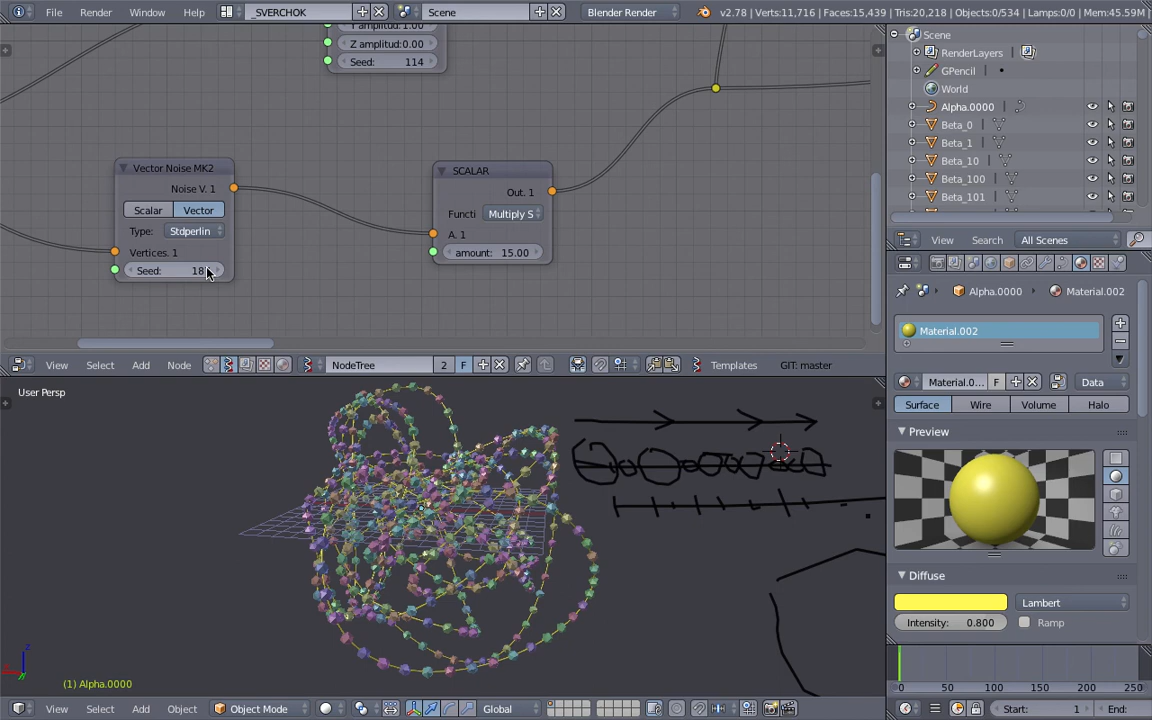 File Render Window Help _SVERCHOK Scene Blender Render v2.78 | Verts:11,716 | Faces:15,439 | Tris:20,218 | Objects:0/534 | Lamps:0/0 | Mem:45.59M
Z amplitud:0.00
Seed: 114
Vector Noise MK2
Noise V. 1
Scalar Vector
Type: Stdperlin
Vertices. 1
Seed: 18
SCALAR
Out. 1
Functi Multiply S
A. 1
amount: 15.00
View Select Add Node NodeTree 2 F Templates GIT: master
User Persp
(1) Alpha.0000
View Select Add Object Object Mode Global
Scene
RenderLayers
GPencil
World
Alpha.0000
Beta_0
Beta_1
Beta_10
Beta_100
Beta_101
View Search All Scenes
Alpha.0000 Material.002
Material.002
Material.0... F Data
Surface Wire Volume Halo
Preview
Diffuse
Lambert
Intensity: 0.800 Ramp
0 50 100 150 200 250
Start: 1 End: